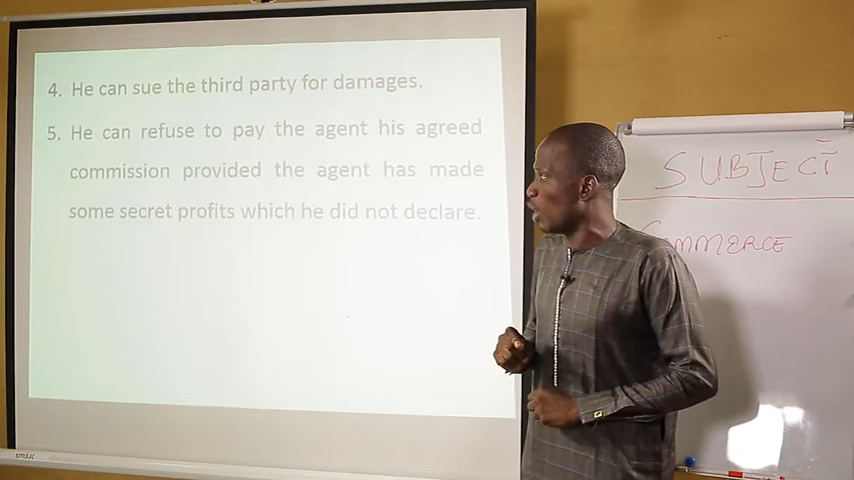 4. He can sue the third party for damages.
5. He can refuse to pay the agent his agreed
commission provided the agent has made
some secret profits which he did not declare.
SUBJECT
COMMERCE